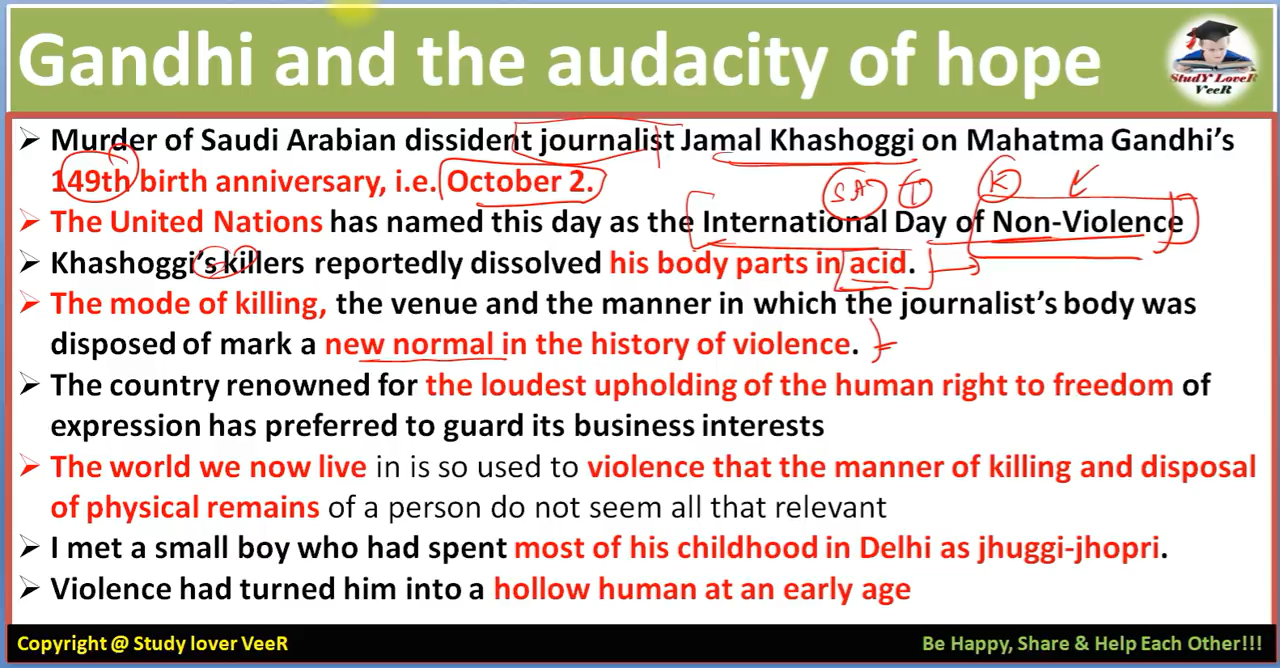 Gandhi and the audacity of hope
StudY LoveR
VeeR
➢ Murder of Saudi Arabian dissident journalist Jamal Khashoggi on Mahatma Gandhi’s
149th birth anniversary, i.e. October 2.
SA T K
➢ The United Nations has named this day as the International Day of Non-Violence
➢ Khashoggi’s killers reportedly dissolved his body parts in acid.
➢ The mode of killing, the venue and the manner in which the journalist’s body was
disposed of mark a new normal in the history of violence.
➢ The country renowned for the loudest upholding of the human right to freedom of
expression has preferred to guard its business interests
➢ The world we now live in is so used to violence that the manner of killing and disposal
of physical remains of a person do not seem all that relevant
➢ I met a small boy who had spent most of his childhood in Delhi as jhuggi-jhopri.
➢ Violence had turned him into a hollow human at an early age
Copyright @ Study lover VeeR
Be Happy, Share & Help Each Other!!!